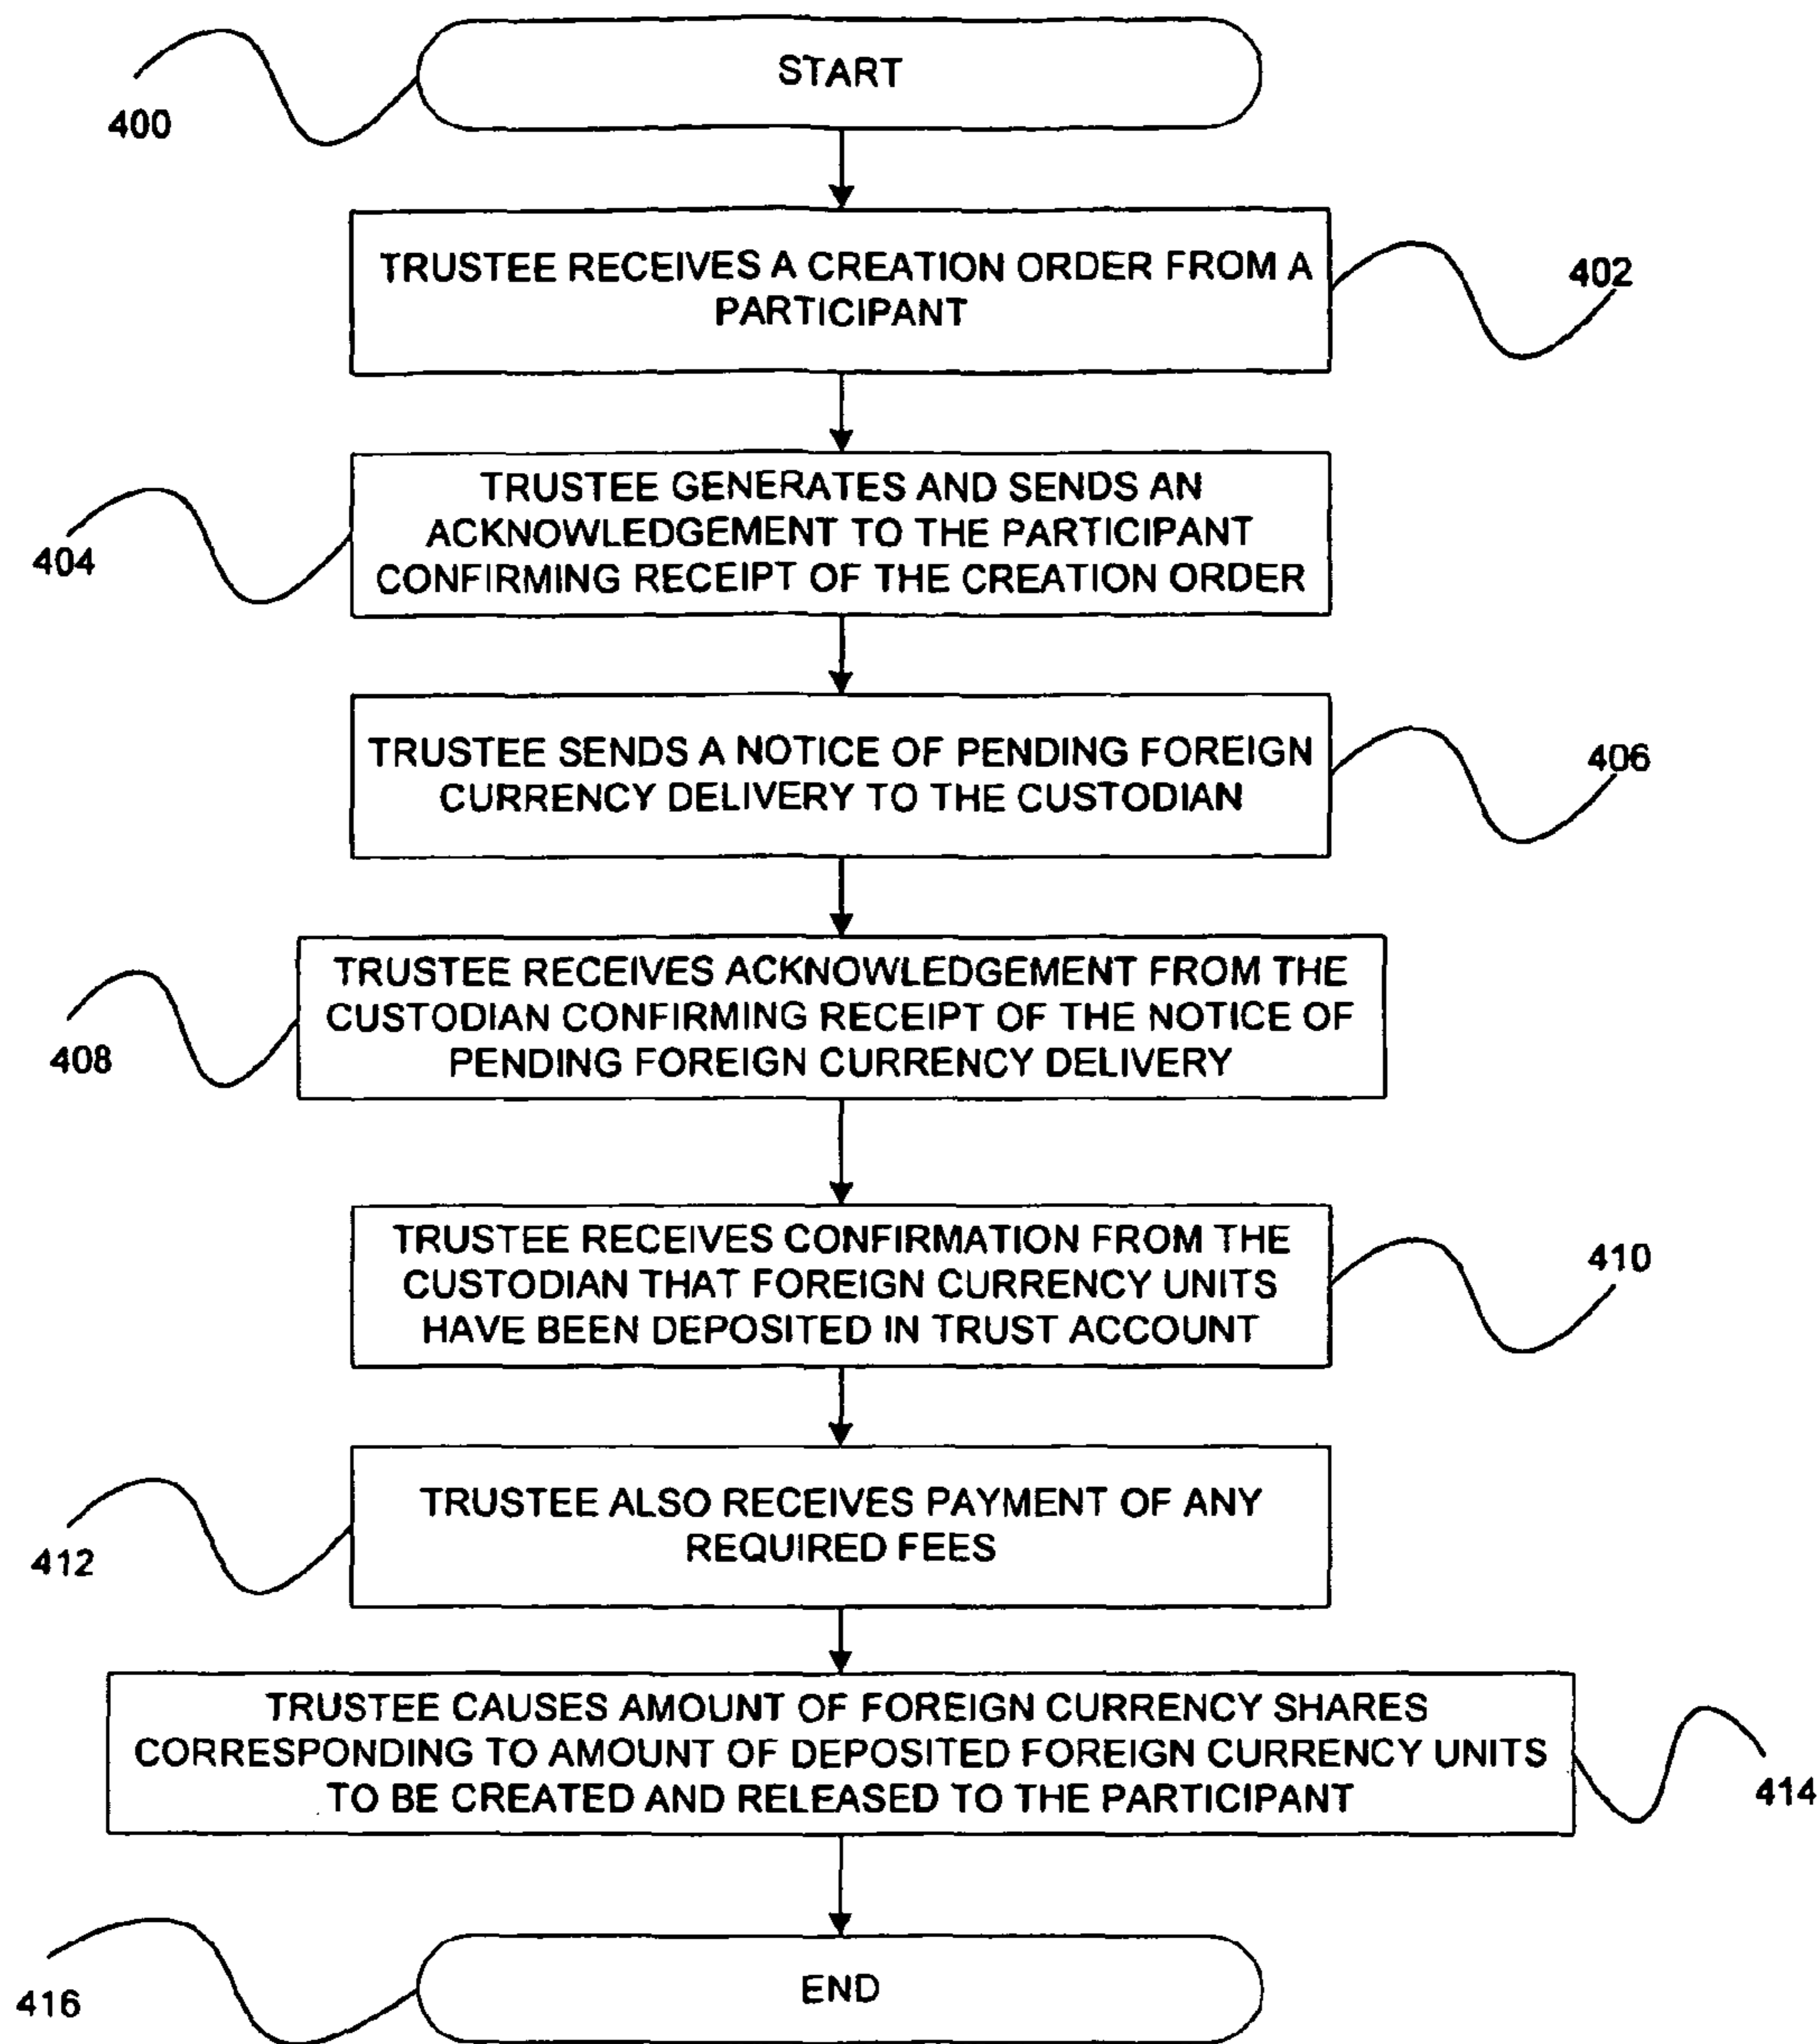 START
400
TRUSTEE RECEIVES A CREATION ORDER FROM A
PARTICIPANT
402
TRUSTEE GENERATES AND SENDS AN
ACKNOWLEDGEMENT TO THE PARTICIPANT
CONFIRMING RECEIPT OF THE CREATION ORDER
404
TRUSTEE SENDS A NOTICE OF PENDING FOREIGN
CURRENCY DELIVERY TO THE CUSTODIAN
406
TRUSTEE RECEIVES ACKNOWLEDGEMENT FROM THE
CUSTODIAN CONFIRMING RECEIPT OF THE NOTICE OF
PENDING FOREIGN CURRENCY DELIVERY
408
TRUSTEE RECEIVES CONFIRMATION FROM THE
CUSTODIAN THAT FOREIGN CURRENCY UNITS
HAVE BEEN DEPOSITED IN TRUST ACCOUNT
410
TRUSTEE ALSO RECEIVES PAYMENT OF ANY
REQUIRED FEES
412
TRUSTEE CAUSES AMOUNT OF FOREIGN CURRENCY SHARES
CORRESPONDING TO AMOUNT OF DEPOSITED FOREIGN CURRENCY UNITS
TO BE CREATED AND RELEASED TO THE PARTICIPANT
414
END
416